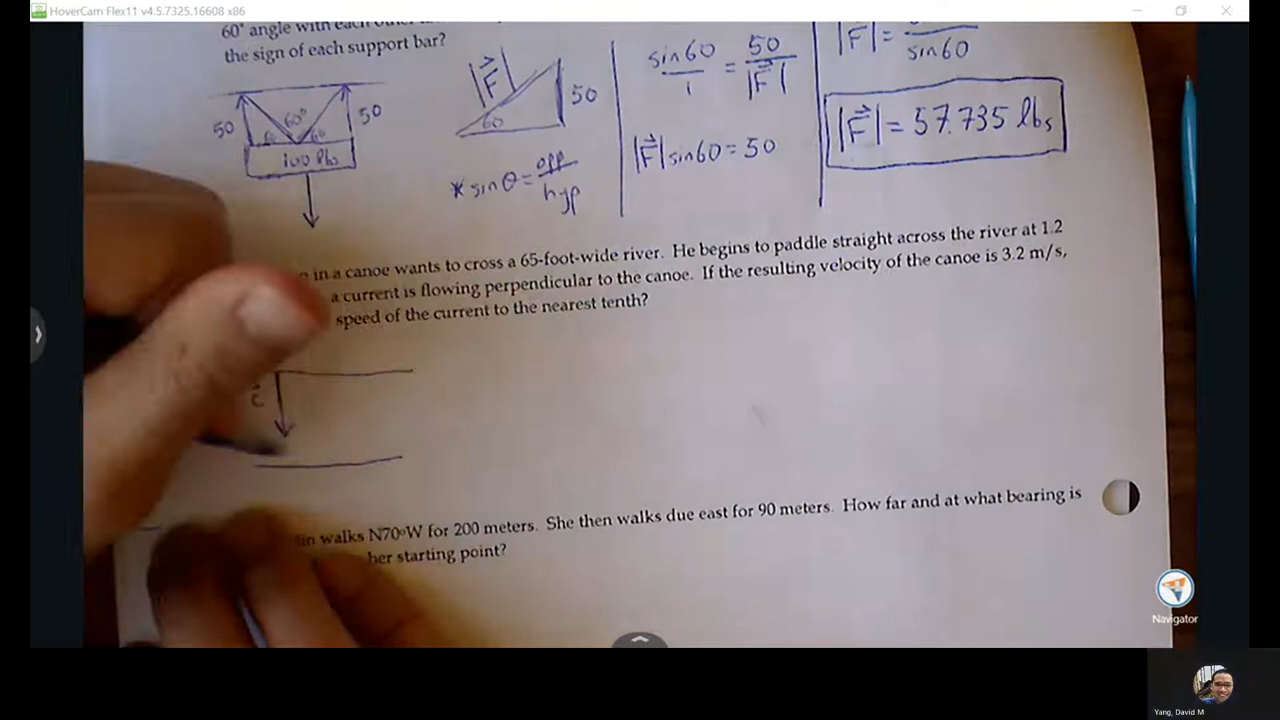 HoverCam Flex11 v4.5.7325.16608 x86
60° angle with each other
the sign of each support bar?
50
60°
60
60
50
100 lbs
|F⃗|
50
60
*sinθ = opp/hyp
sin60/1 = 50/|F⃗|
|F⃗| sin60 = 50
|F⃗| = /sin60
|F⃗| = 57.735 lbs
in a canoe wants to cross a 65-foot-wide river. He begins to paddle straight across the river at 1.2
a current is flowing perpendicular to the canoe. If the resulting velocity of the canoe is 3.2 m/s,
speed of the current to the nearest tenth?
c⃗
walks N70°W for 200 meters. She then walks due east for 90 meters. How far and at what bearing is
her starting point?
Navigator
Yang, David M